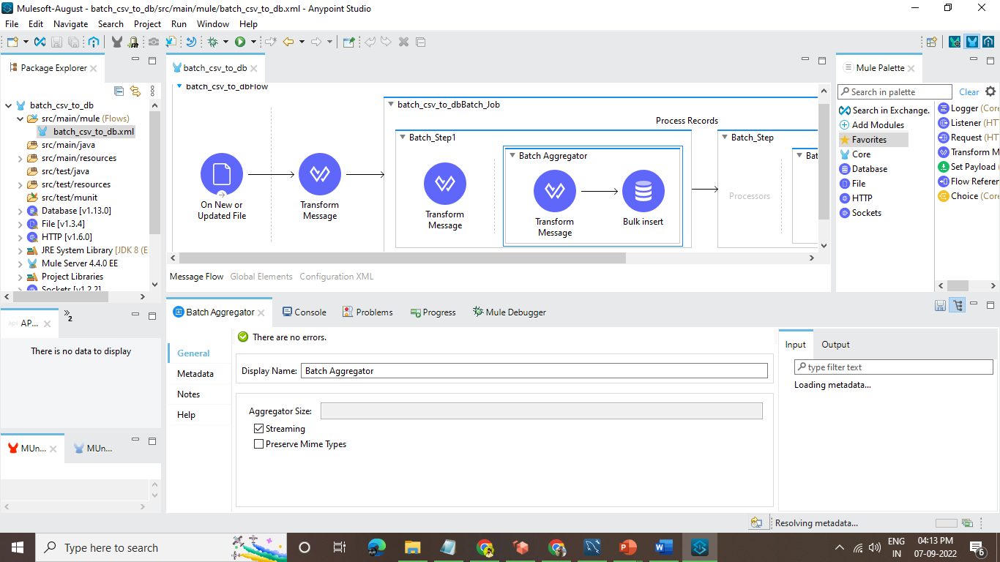 Mulesoft-August - batch_csv_to_db/src/main/mule/batch_csv_to_db.xml - Anypoint Studio
File Edit Navigate Search Project Run Window Help
Package Explorer
batch_csv_to_db
src/main/mule (Flows)
batch_csv_to_db.xml
src/main/java
src/main/resources
src/test/java
src/test/resources
src/test/munit
Database [v1.13.0]
File [v1.3.4]
HTTP [v1.6.0]
JRE System Library [JDK 8 (E
Mule Server 4.4.0 EE
Project Libraries
Sockets [v1.2.2]
AP...
2
There is no data to display
MUn...
MUn...
batch_csv_to_db
batch_csv_to_dbFlow
batch_csv_to_dbBatch_Job
Process Records
Batch_Step1
Batch_Step
Batch Aggregator
Bat
On New or
Updated File
Transform
Message
Transform
Message
Transform
Message
Bulk insert
Processors
Message Flow Global Elements Configuration XML
Mule Palette
Search in palette
Clear
Search in Exchange.
Add Modules
Favorites
Core
Database
File
HTTP
Sockets
Logger (Core
Listener (HT
Request (HT
Transform M
Set Payload (
Flow Referen
Choice (Core
Batch Aggregator
Console
Problems
Progress
Mule Debugger
There are no errors.
General
Metadata
Notes
Help
Display Name: Batch Aggregator
Aggregator Size:
Streaming
Preserve Mime Types
Input
Output
type filter text
Loading metadata...
Resolving metadata...
Type here to search
ENG
IN
04:13 PM
07-09-2022
6